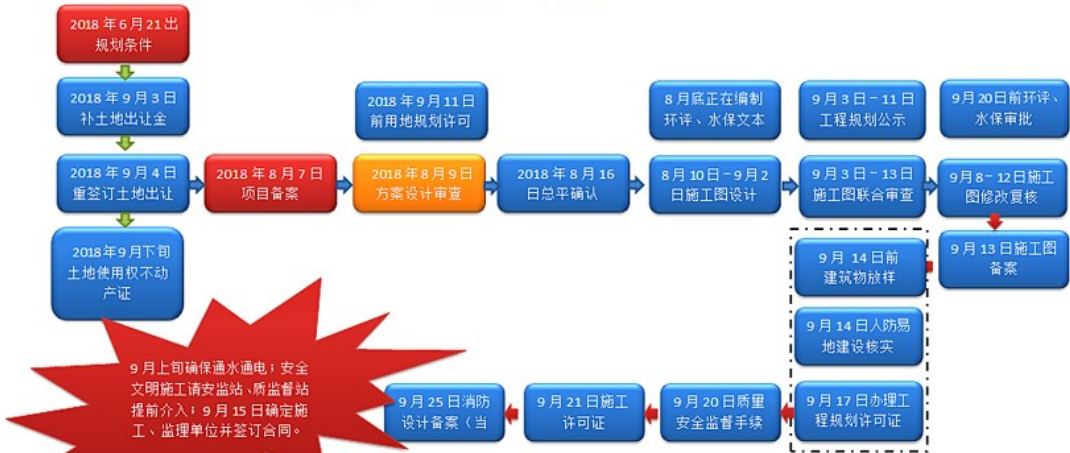 2018 年 6 月 21 出
规划条件
2018 年 9 月 3 日
补土地出让金
2018 年 9 月 11 日
前用地规划许可
8 月底正在编制
环评、水保文本
9 月 3 日－11 日
工程规划公示
9 月 20 日前环评、
水保审批
2018 年 9 月 4 日
重签订土地出让
2018 年 8 月 7 日
项目备案
2018 年 8 月 9 日
方案设计审查
2018 年 8 月 16
日总平确认
8 月 10 日－9 月 2
日施工图设计
9 月 3 日－13 日
施工图联合审查
9 月 8－12 日施工
图修改复核
2018 年 9 月下旬
土地使用权不动
产证
9 月 14 日前
建筑物放样
9 月 13 日施工图
备案
9 月 14 日人防易
地建设核实
9 月上旬确保通水通电；安全
文明施工请安监站、质监督站
提前介入；9 月 15 日确定施
工、监理单位并签订合同。
9 月 25 日消防
设计备案（当
9 月 21 日施工
许可证
9 月 20 日质量
安全监督手续
9 月 17 日办理工
程规划许可证